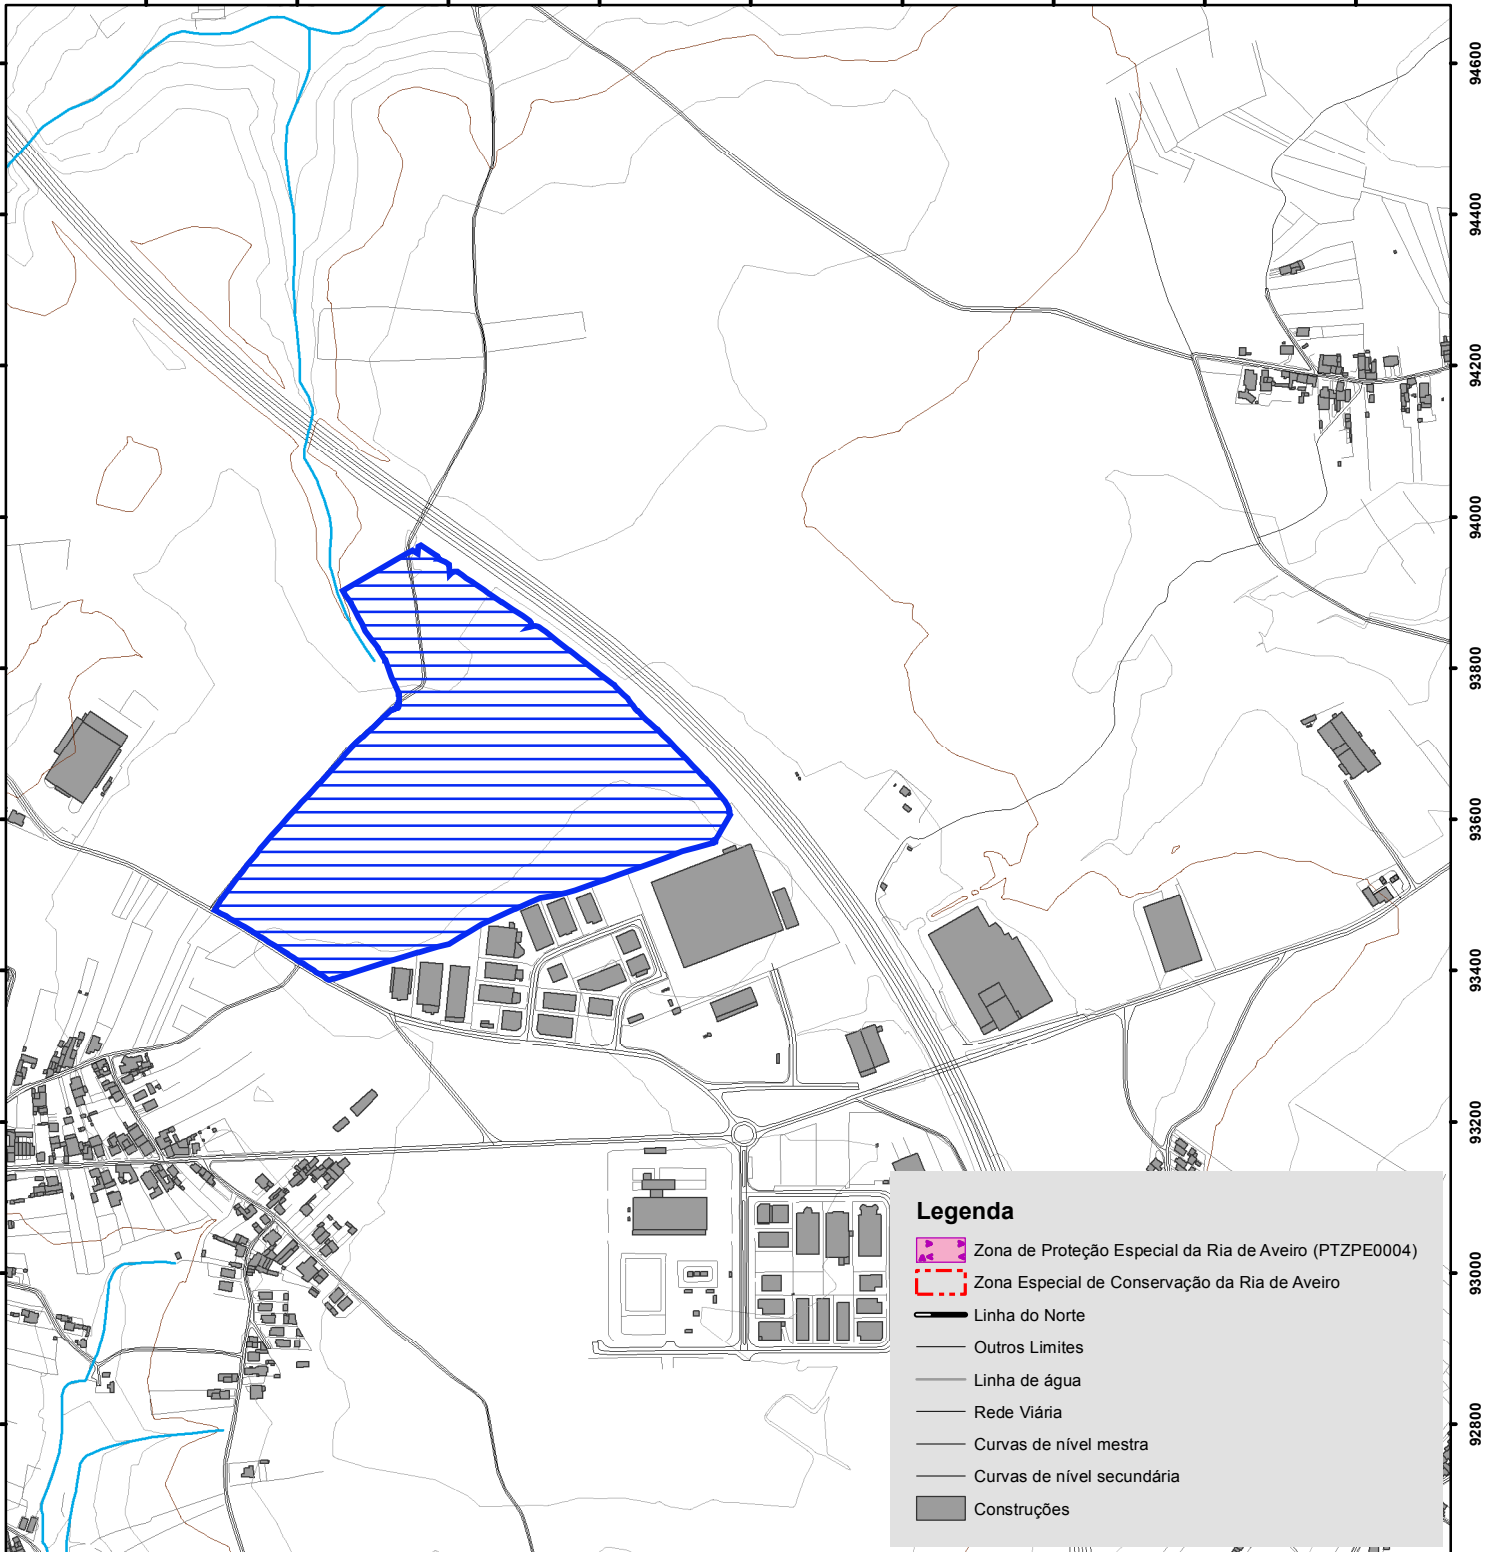 94600
94400
94200
94000
93800
93600
93400
93200
93000
92800
Legenda
Zona de Proteção Especial da Ria de Aveiro (PTZPE0004)
Zona Especial de Conservação da Ria de Aveiro
Linha do Norte
Outros Limites
Linha de água
Rede Viária
Curvas de nível mestra
Curvas de nível secundária
Construções